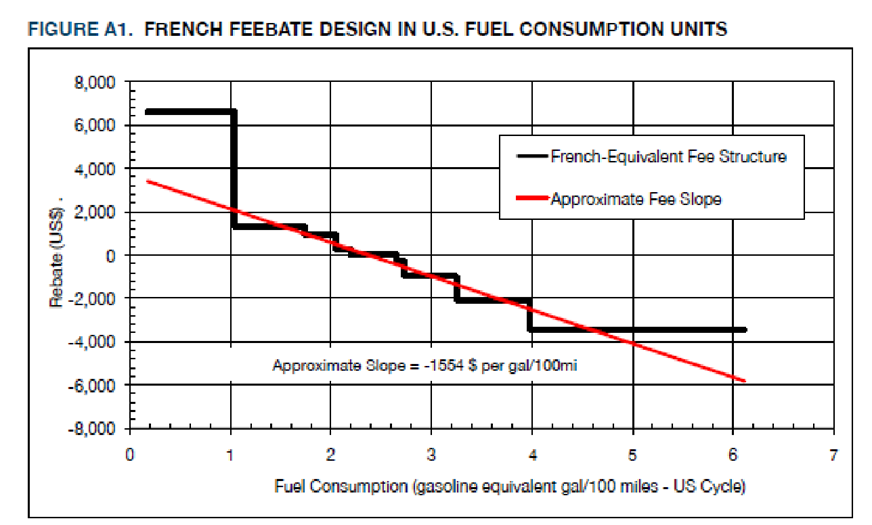 FIGURE A1. FRENCH FEEBATE DESIGN IN U.S. FUEL CONSUMPTION UNITS
8,000
6,000
4,000
2,000
0
-2,000
-4,000
-6,000
-8,000
Rebate (US$) .
French-Equivalent Fee Structure
Approximate Fee Slope
Approximate Slope = -1554 $ per gal/100mi
0 1 2 3 4 5 6 7
Fuel Consumption (gasoline equivalent gal/100 miles - US Cycle)